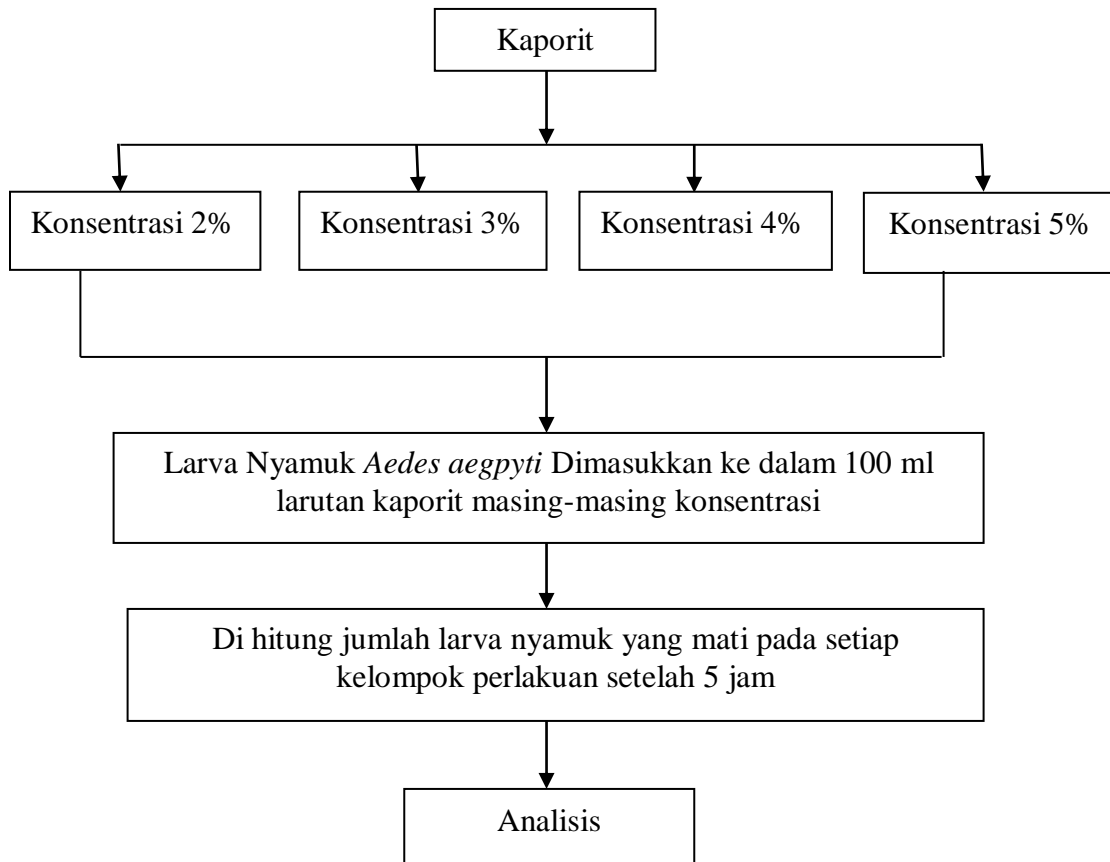 Kaporit
Konsentrasi 2%
Konsentrasi 3%
Konsentrasi 4%
Konsentrasi 5%
Larva Nyamuk Aedes aegpyti Dimasukkan ke dalam 100 ml
larutan kaporit masing-masing konsentrasi
Di hitung jumlah larva nyamuk yang mati pada setiap
kelompok perlakuan setelah 5 jam
Analisis